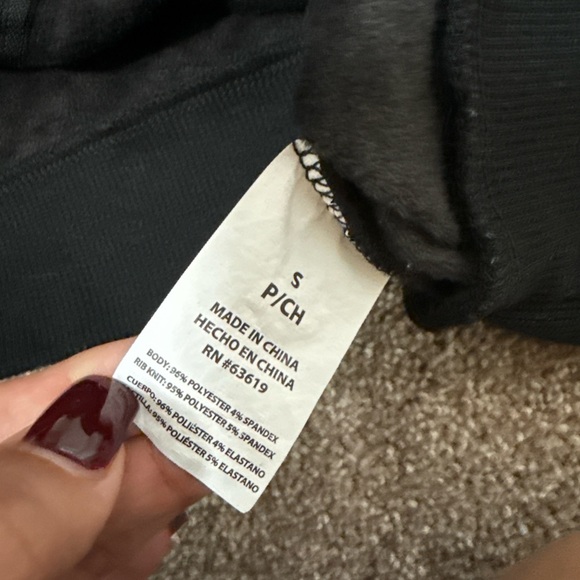 S
P/CH
MADE IN CHINA
HECHO EN CHINA
RN #63619
BODY: 96% POLYESTER 4% SPANDEX
RIB KNIT: 95% POLYESTER 5% SPANDEX
CUERPO: 96% POLIÉSTER 4% ELASTANO
95% POLIÉSTER 5% ELASTANO